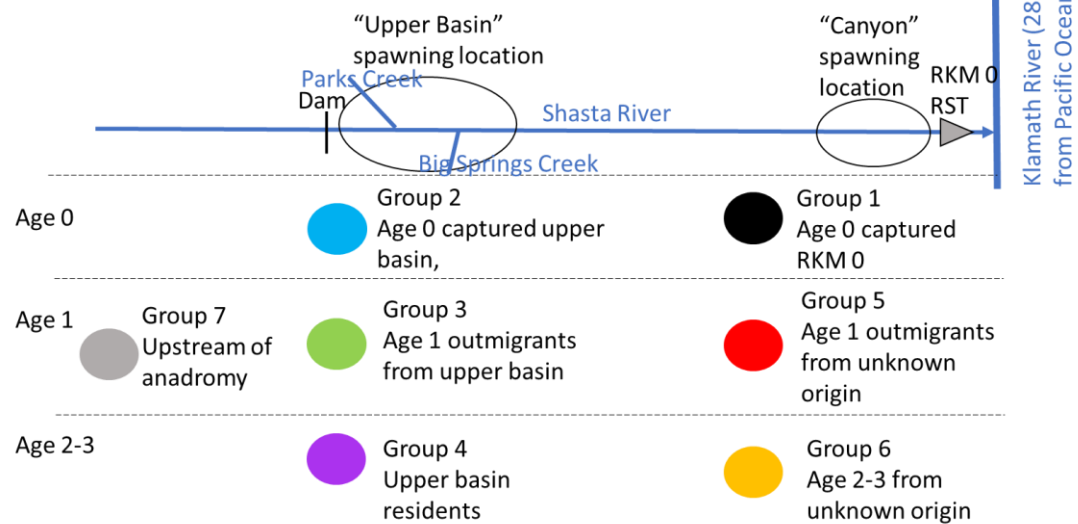 “Upper Basin”
spawning location
“Canyon”
spawning
location
Parks Creek
Dam
RKM 0
RST
Shasta River
Big Springs Creek
Klamath River (28
from Pacific Ocean
Age 0
Group 2
Age 0 captured upper
basin,
Group 1
Age 0 captured
RKM 0
Age 1
Group 7
Upstream of
anadromy
Group 3
Age 1 outmigrants
from upper basin
Group 5
Age 1 outmigrants
from unknown
origin
Age 2-3
Group 4
Upper basin
residents
Group 6
Age 2-3 from
unknown origin